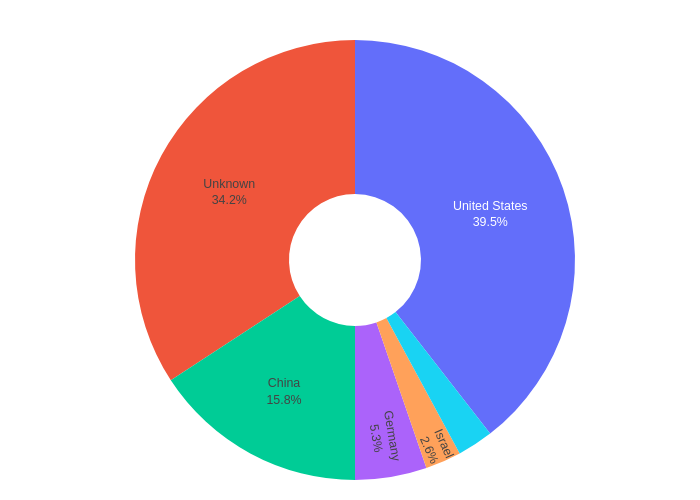 Unknown
34.2%
United States
39.5%
China
15.8%
Germany
5.3%
Israel
2.6%